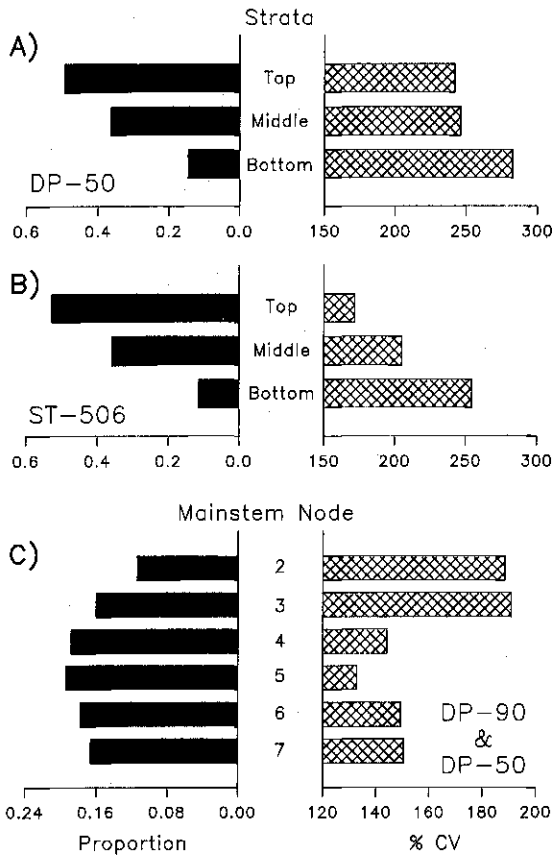 Strata
A)
Top
Middle
Bottom
DP-50
0.6 0.4 0.2 0.0 150 200 250 300
B)
Top
Middle
Bottom
ST-506
0.6 0.4 0.2 0.0 150 200 250 300
Mainstem Node
C)
2
3
4
5
6
7
DP-90
&
DP-50
0.24 0.16 0.08 0.00 120 140 160 180 200
Proportion % CV